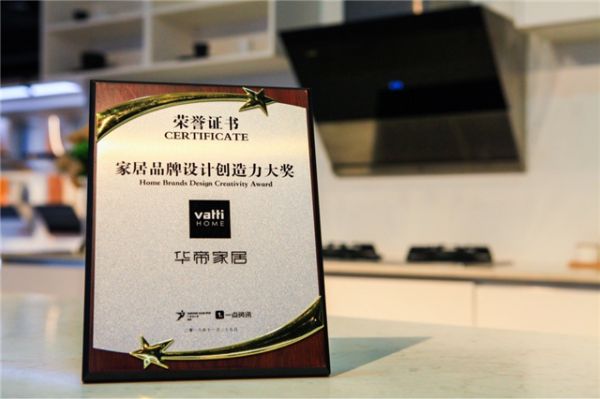 荣誉证书
CERTIFICATE
家居品牌设计创造力大奖
Home Brands Design Creativity Award
vatti
HOME
华帝家居
一点资讯